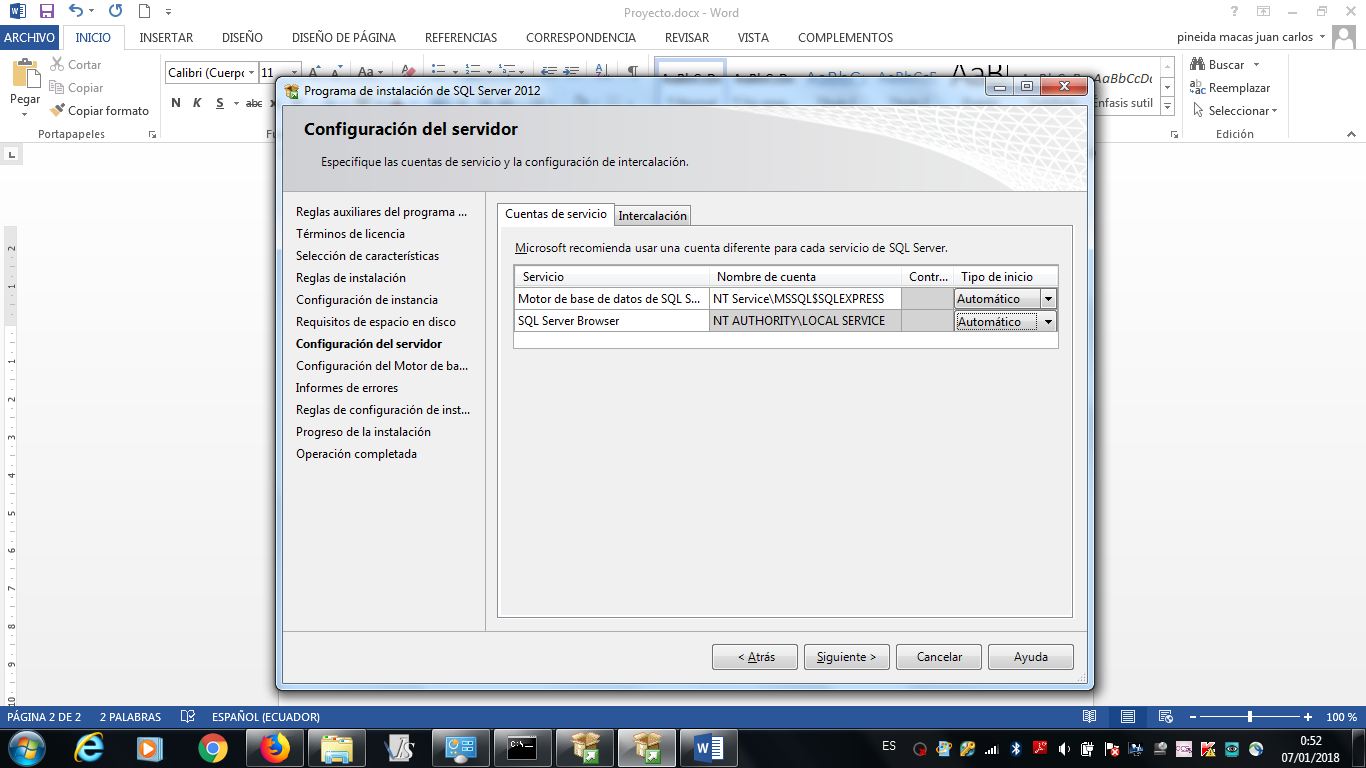 Proyecto.docx - Word
ARCHIVO INICIO INSERTAR DISEÑO DISEÑO DE PÁGINA REFERENCIAS CORRESPONDENCIA REVISAR VISTA COMPLEMENTOS
pineida macas juan carlos
Pegar
Cortar
Copiar
Copiar formato
Portapapeles
Calibri (Cuerpo 11
N K S abc
AaBbCcDc
Énfasis sutil
Buscar
Reemplazar
Seleccionar
Edición
Programa de instalación de SQL Server 2012
Configuración del servidor
Especifique las cuentas de servicio y la configuración de intercalación.
Reglas auxiliares del programa ...
Términos de licencia
Selección de características
Reglas de instalación
Configuración de instancia
Requisitos de espacio en disco
Configuración del servidor
Configuración del Motor de ba...
Informes de errores
Reglas de configuración de inst...
Progreso de la instalación
Operación completada
Cuentas de servicio Intercalación
Microsoft recomienda usar una cuenta diferente para cada servicio de SQL Server.
Servicio Nombre de cuenta Contr... Tipo de inicio
Motor de base de datos de SQL S... NT Service\MSSQL$SQLEXPRESS Automático
SQL Server Browser NT AUTHORITY\LOCAL SERVICE Automático
< Atrás Siguiente > Cancelar Ayuda
PÁGINA 2 DE 2 2 PALABRAS ESPAÑOL (ECUADOR) 100 %
ES
0:52
07/01/2018